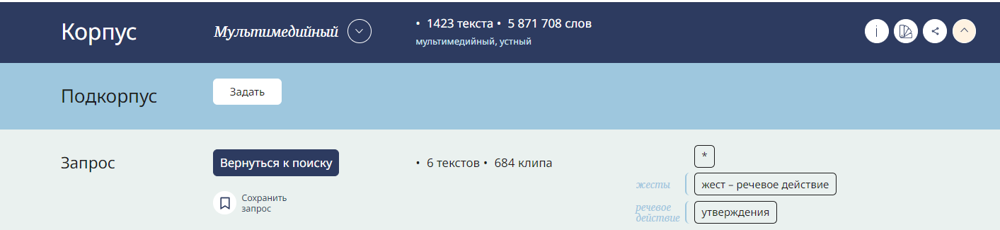 Корпус
Мультимедийный
• 1423 текста • 5 871 708 слов
мультимедийный, устный
Подкорпус
Задать
Запрос
Вернуться к поиску
• 6 текстов • 684 клипа
Сохранить
запрос
*
жесты
жест – речевое действие
речевое
действие
утверждения